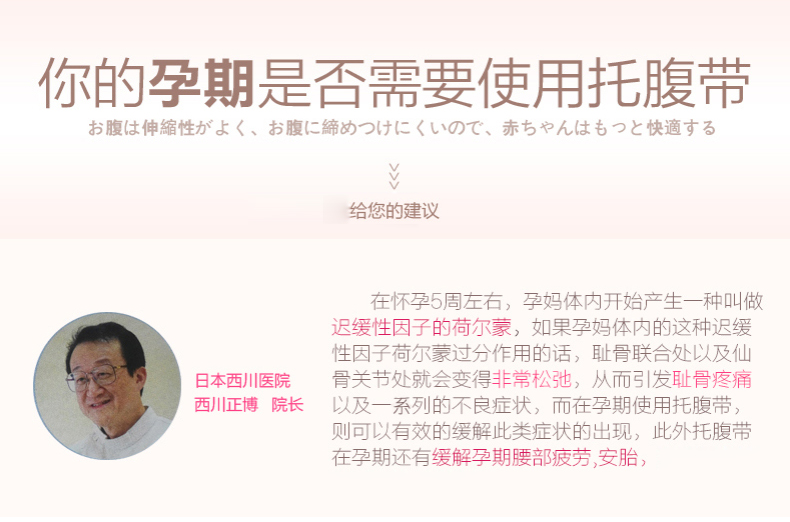 你的孕期是否需要使用托腹带
お腹は伸縮性がよく、お腹に締めつけにくいので、赤ちゃんはもっと快適する
给您的建议
日本西川医院
西川正博 院长
在怀孕5周左右，孕妈体内开始产生一种叫做
迟缓性因子的荷尔蒙，如果孕妈体内的这种迟缓
性因子荷尔蒙过分作用的话，耻骨联合处以及仙
骨关节处就会变得非常松弛，从而引发耻骨疼痛
以及一系列的不良症状，而在孕期使用托腹带，
则可以有效的缓解此类症状的出现，此外托腹带
在孕期还有缓解孕期腰部疲劳,安胎，